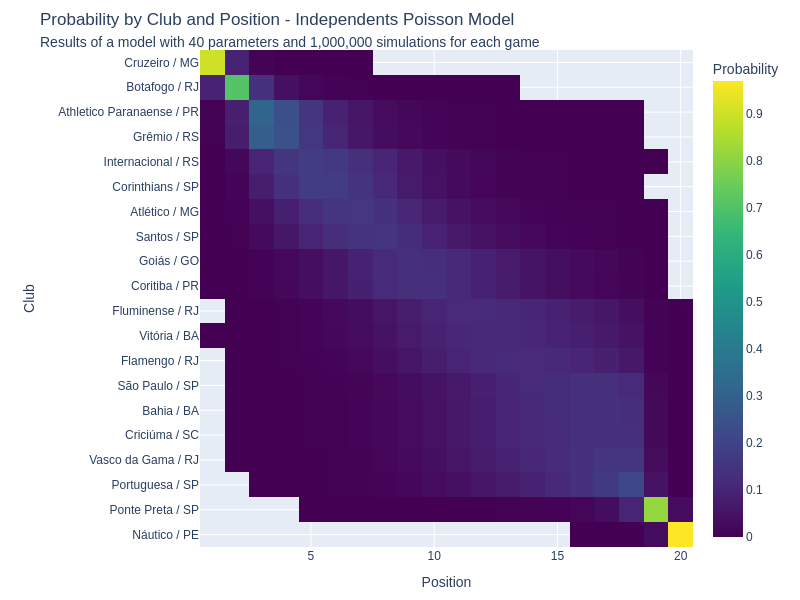 Probability by Club and Position - Independents Poisson Model
Results of a model with 40 parameters and 1,000,000 simulations for each game
Probability
Cruzeiro / MG
Botafogo / RJ
Athletico Paranaense / PR
Grêmio / RS
Internacional / RS
Corinthians / SP
Atlético / MG
Santos / SP
Goiás / GO
Coritiba / PR
Fluminense / RJ
Vitória / BA
Flamengo / RJ
São Paulo / SP
Bahia / BA
Criciúma / SC
Vasco da Gama / RJ
Portuguesa / SP
Ponte Preta / SP
Náutico / PE
Club
5
10
15
20
Position
0.9
0.8
0.7
0.6
0.5
0.4
0.3
0.2
0.1
0